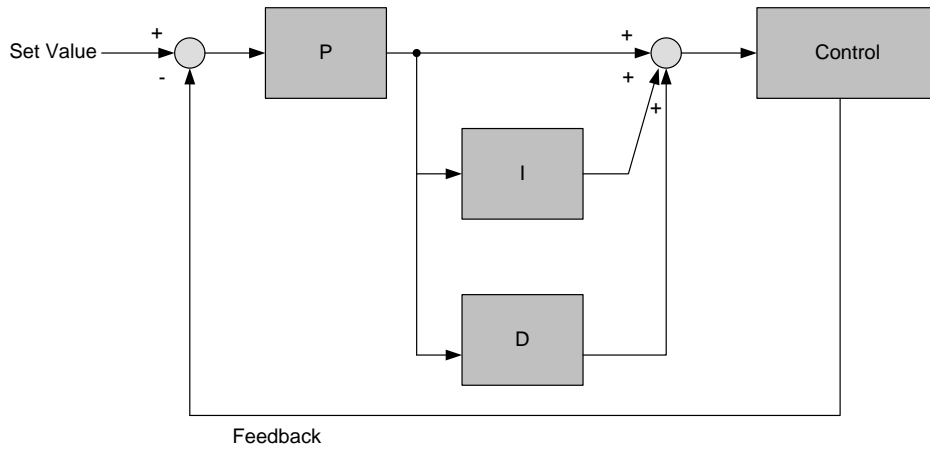 +
Set Value
-
P
+
+
+
Control
I
D
Feedback